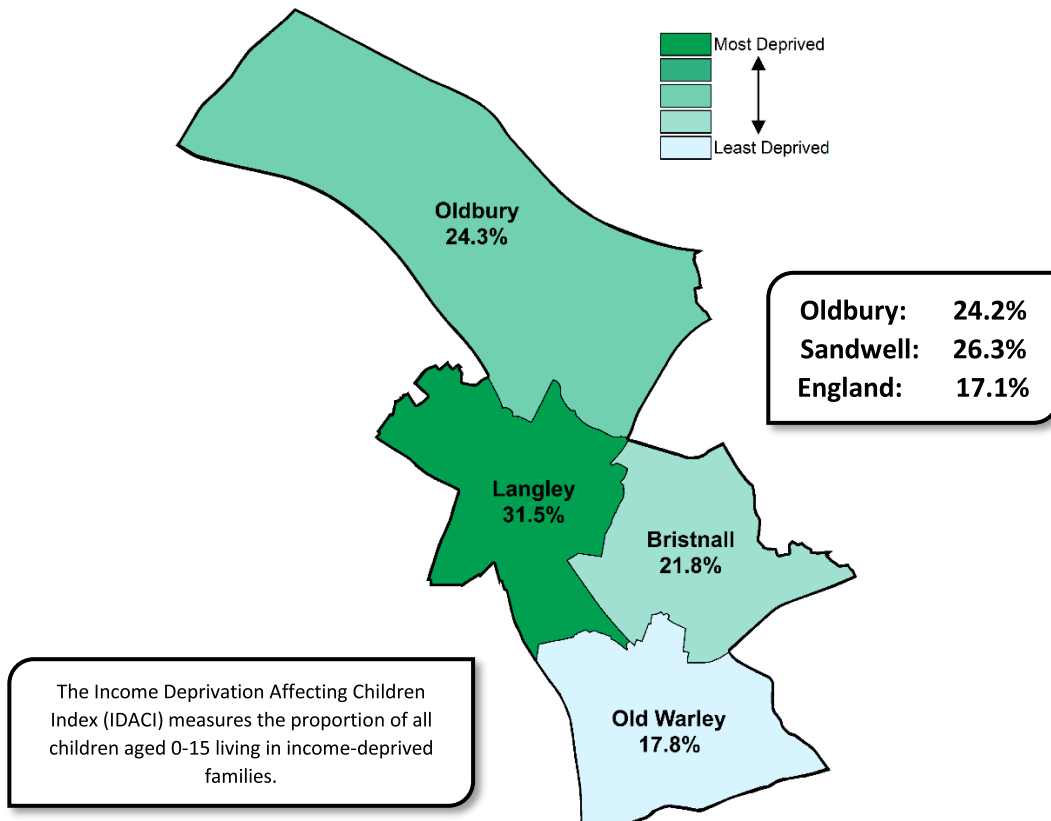 Most Deprived
Least Deprived
Oldbury
24.3%
Oldbury: 24.2%
Sandwell: 26.3%
England: 17.1%
Langley
31.5%
Bristnall
21.8%
Old Warley
17.8%
The Income Deprivation Affecting Children
Index (IDACI) measures the proportion of all
children aged 0-15 living in income-deprived
families.